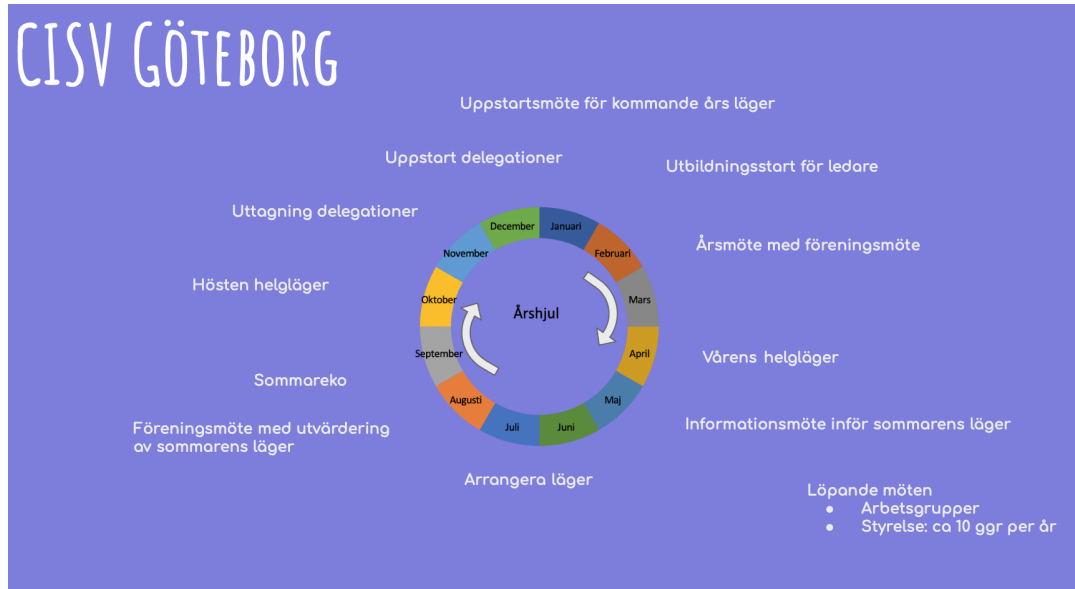 CISV GÖTEBORG
Uppstartsmöte för kommande års läger
Uppstart delegationer
Utbildningsstart för ledare
Uttagning delegationer
Årsmöte med föreningsmöte
Hösten helgläger
Vårens helgläger
Sommareko
Informationsmöte inför sommarens läger
Föreningsmöte med utvärdering
av sommarens läger
Arrangera läger
Årshjul
Januari
Februari
Mars
April
Maj
Juni
Juli
Augusti
September
Oktober
November
December
Löpande möten
● Arbetsgrupper
● Styrelse: ca 10 ggr per år